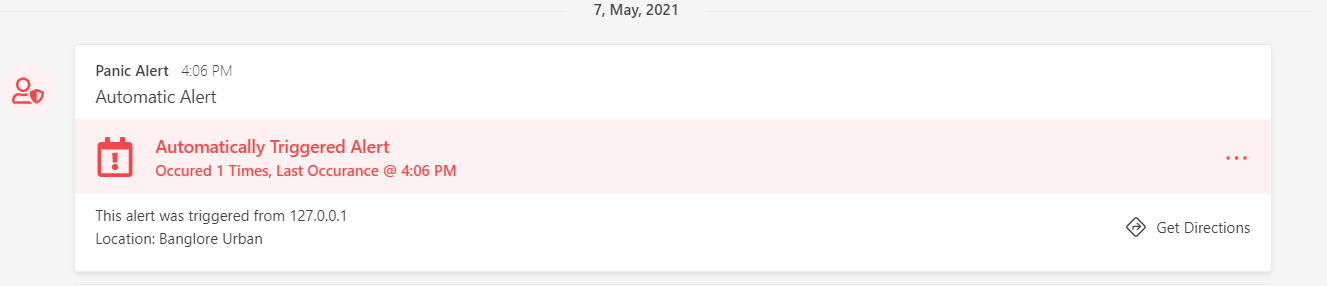 7, May, 2021
Panic Alert 4:06 PM
Automatic Alert
Automatically Triggered Alert
Occured 1 Times, Last Occurance @ 4:06 PM
This alert was triggered from 127.0.0.1
Location: Banglore Urban
Get Directions